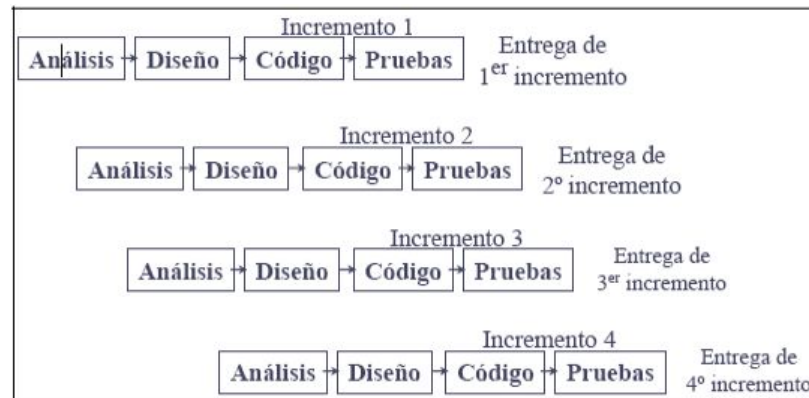 Incremento 1
Análisis Diseño Código Pruebas
Entrega de
1er incremento
Incremento 2
Análisis Diseño Código Pruebas
Entrega de
2º incremento
Incremento 3
Análisis Diseño Código Pruebas
Entrega de
3er incremento
Incremento 4
Análisis Diseño Código Pruebas
Entrega de
4º incremento